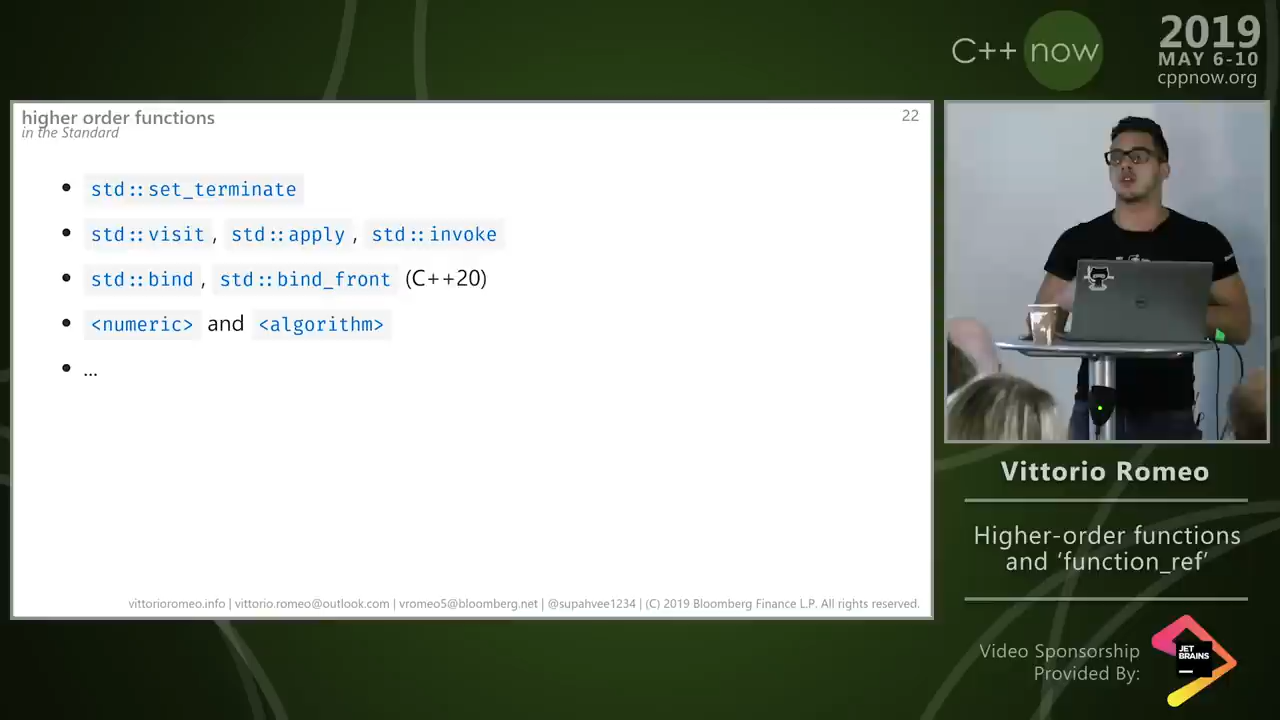 C++ now
2019
MAY 6-10
cppnow.org
higher order functions
in the Standard
22
• std::set_terminate
• std::visit, std::apply, std::invoke
• std::bind, std::bind_front (C++20)
• <numeric> and <algorithm>
• ...
vittorioromeo.info | vittorio.romeo@outlook.com | vromeo5@bloomberg.net | @supahvee1234 | (C) 2019 Bloomberg Finance L.P. All rights reserved.
Vittorio Romeo
Higher-order functions
and ‘function_ref’
Video Sponsorship
Provided By:
JET
BRAINS